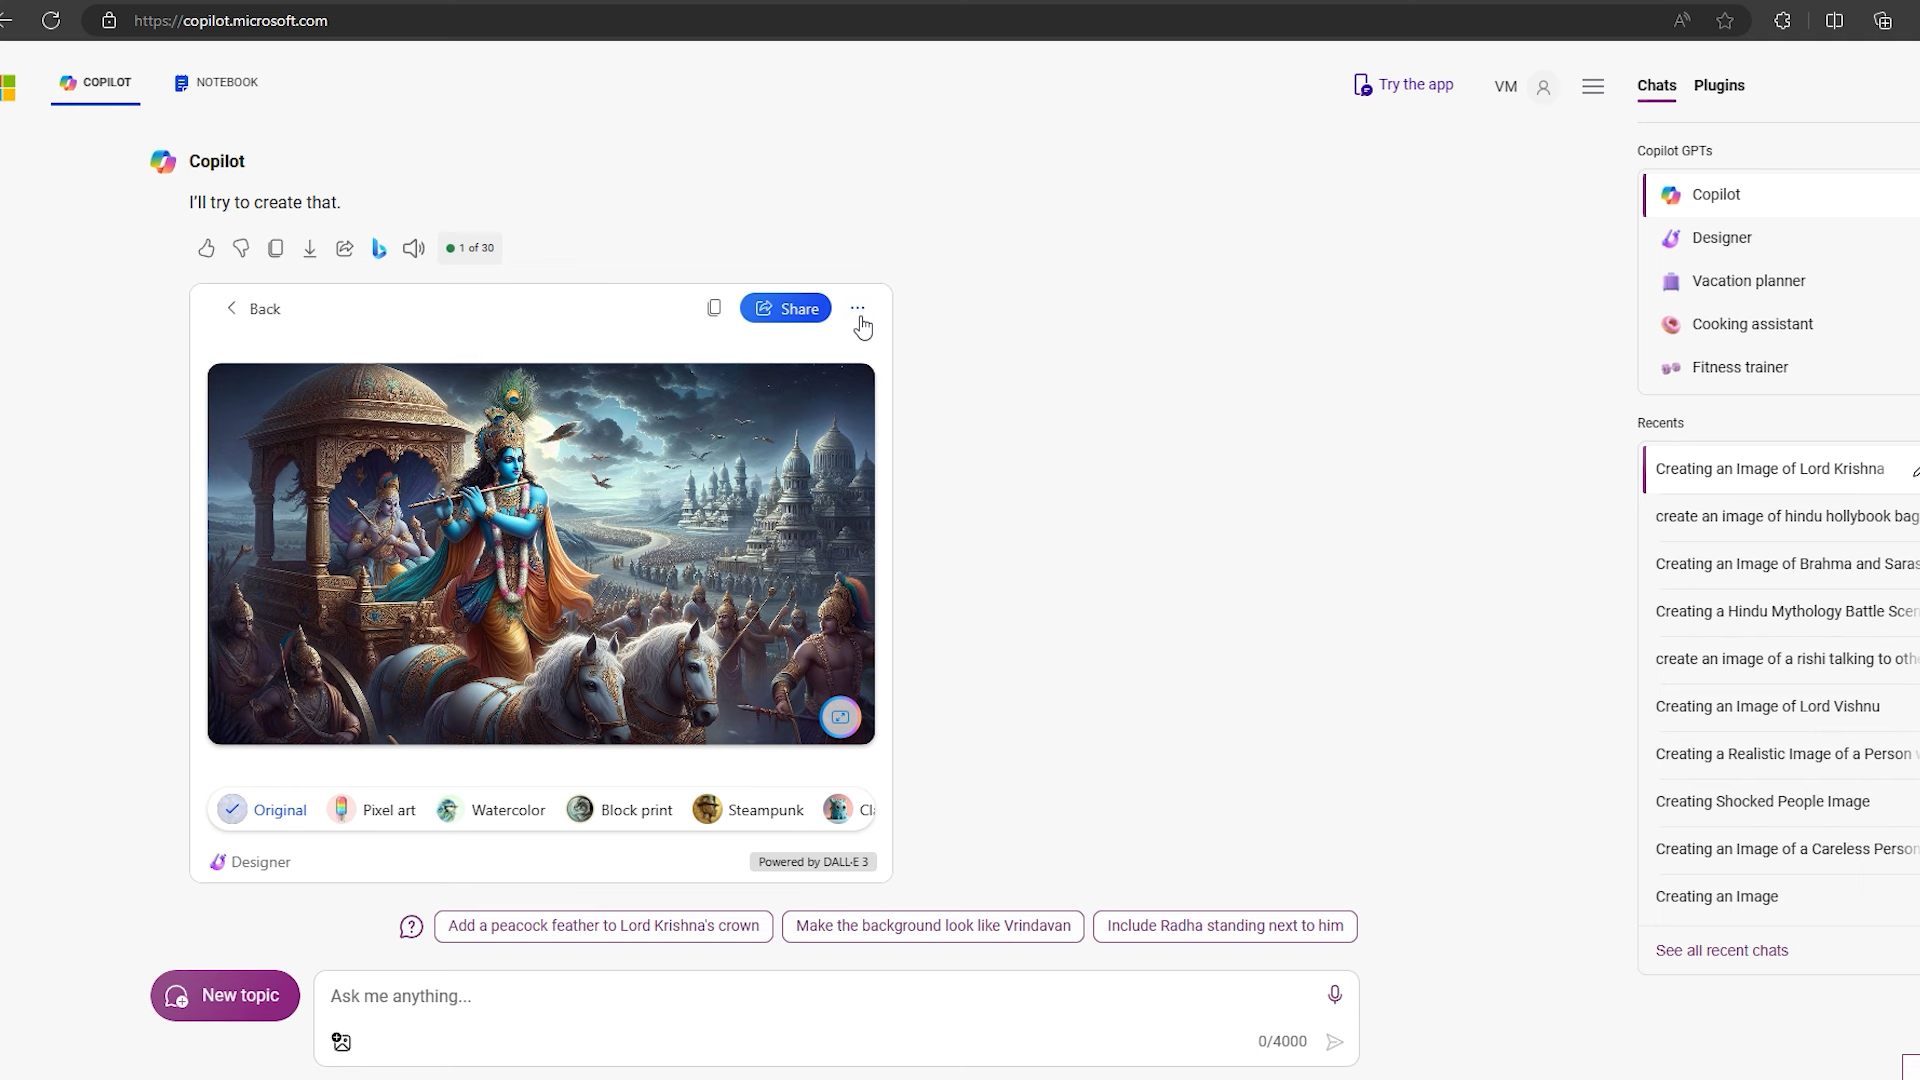 https://copilot.microsoft.com
COPILOT
NOTEBOOK
Try the app
VM
Chats
Plugins
Copilot
I'll try to create that.
1 of 30
Back
Share
Original
Pixel art
Watercolor
Block print
Steampunk
Cl
Designer
Powered by DALL·E 3
Add a peacock feather to Lord Krishna's crown
Make the background look like Vrindavan
Include Radha standing next to him
New topic
Ask me anything...
0/4000
Copilot GPTs
Copilot
Designer
Vacation planner
Cooking assistant
Fitness trainer
Recents
Creating an Image of Lord Krishna
create an image of hindu hollybook bag
Creating an Image of Brahma and Saras
Creating a Hindu Mythology Battle Scen
create an image of a rishi talking to oth
Creating an Image of Lord Vishnu
Creating a Realistic Image of a Person
Creating Shocked People Image
Creating an Image of a Careless Person
Creating an Image
See all recent chats